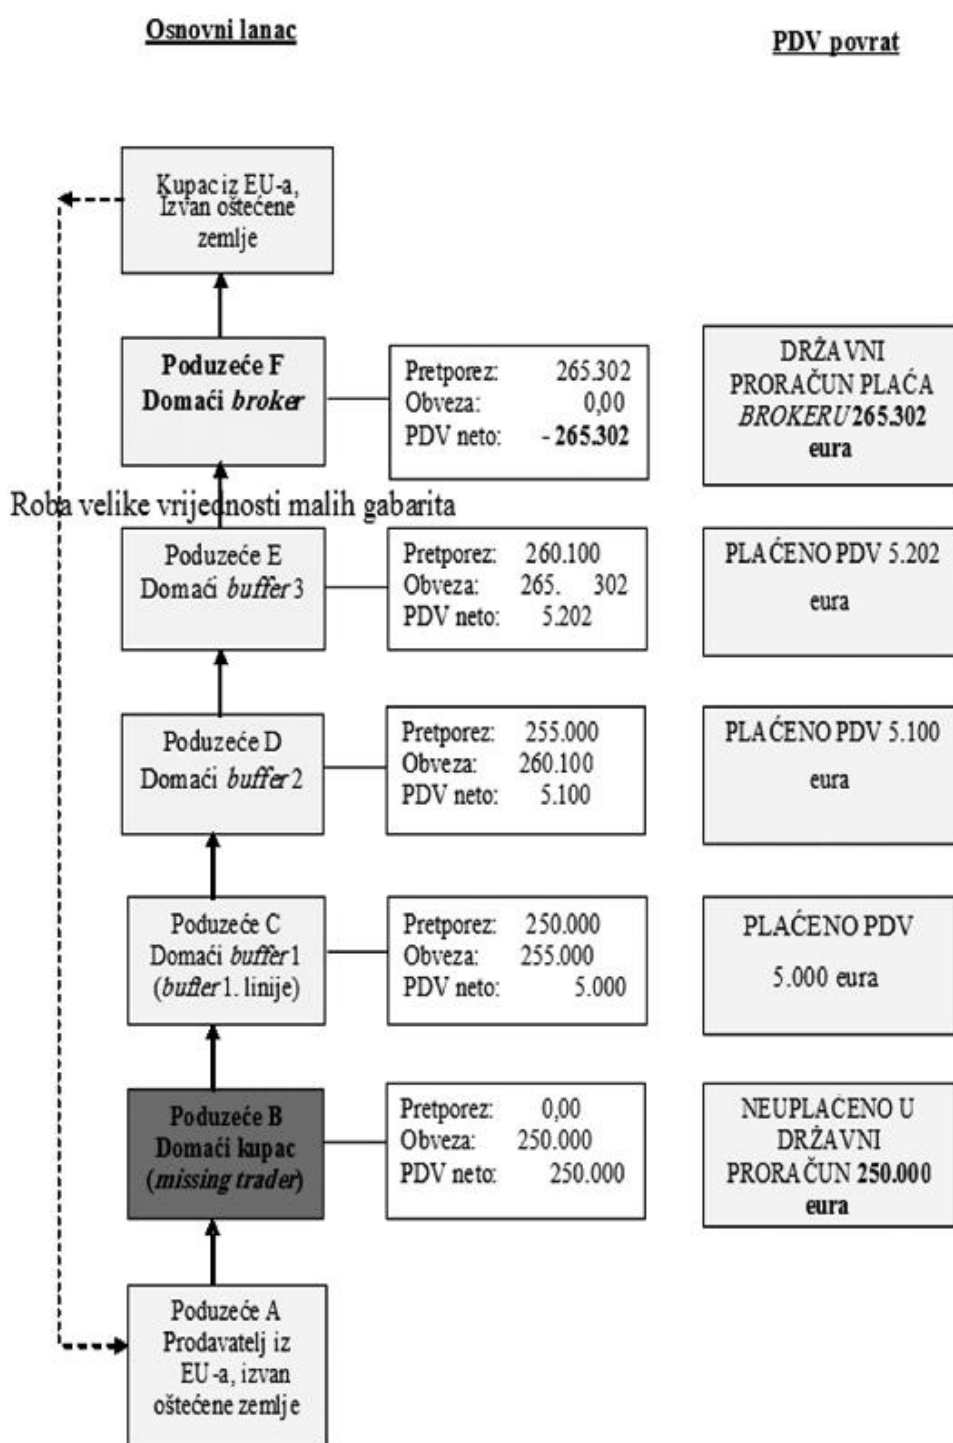 Osnovni lanac
PDV povrat
Kupac iz EU-a,
Izvan oštećene
zemlje
Poduzeće F
Domaći broker
Pretporez: 265.302
Obveza: 0,00
PDV neto: - 265.302
DRŽAVNI
PRORAČUN PLAĆA
BROKERU 265.302
eura
Roba velike vrijednosti malih gabarita
Poduzeće E
Domaći buffer 3
Pretporez: 260.100
Obveza: 265. 302
PDV neto: 5.202
PLAĆENO PDV 5.202
eura
Poduzeće D
Domaći buffer 2
Pretporez: 255.000
Obveza: 260.100
PDV neto: 5.100
PLAĆENO PDV 5.100
eura
Poduzeće C
Domaći buffer 1
(buffer 1. linije)
Pretporez: 250.000
Obveza: 255.000
PDV neto: 5.000
PLAĆENO PDV
5.000 eura
Poduzeće B
Domaći kupac
(missing trader)
Pretporez: 0,00
Obveza: 250.000
PDV neto: 250.000
NEUPLAĆENO U
DRŽAVNI
PRORAČUN 250.000
eura
Poduzeće A
Prodavatelj iz
EU-a, izvan
oštećene zemlje